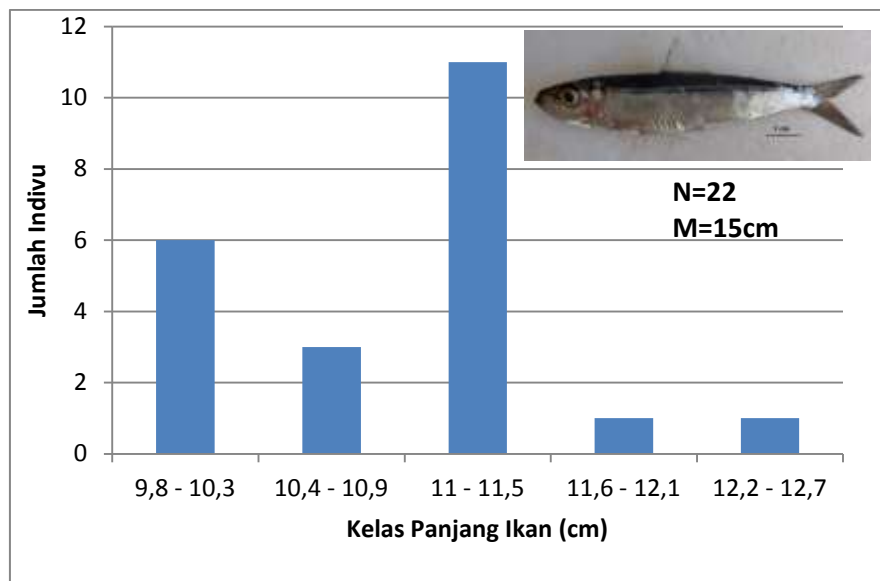 12
10
8
6
4
2
0
Jumlah Indivu
N=22
M=15cm
9,8 - 10,3
10,4 - 10,9
11 - 11,5
11,6 - 12,1
12,2 - 12,7
Kelas Panjang Ikan (cm)